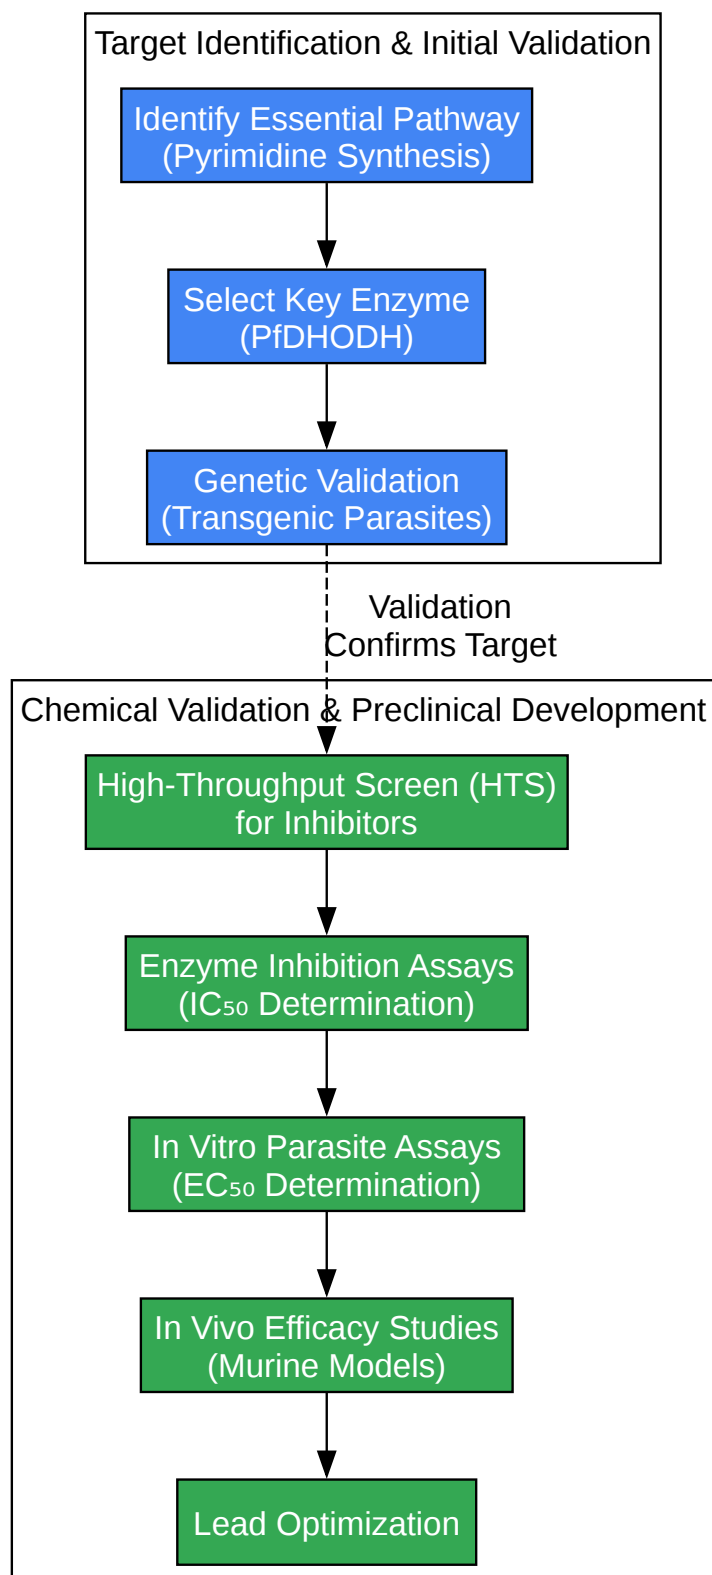 Target Identification & Initial Validation
Identify Essential Pathway
(Pyrimidine Synthesis)
Select Key Enzyme
(PfDHODH)
Genetic Validation
(Transgenic Parasites)
Validation
Confirms Target
Chemical Validation & Preclinical Development
High-Throughput Screen (HTS)
for Inhibitors
Enzyme Inhibition Assays
(IC₅₀ Determination)
In Vitro Parasite Assays
(EC₅₀ Determination)
In Vivo Efficacy Studies
(Murine Models)
Lead Optimization